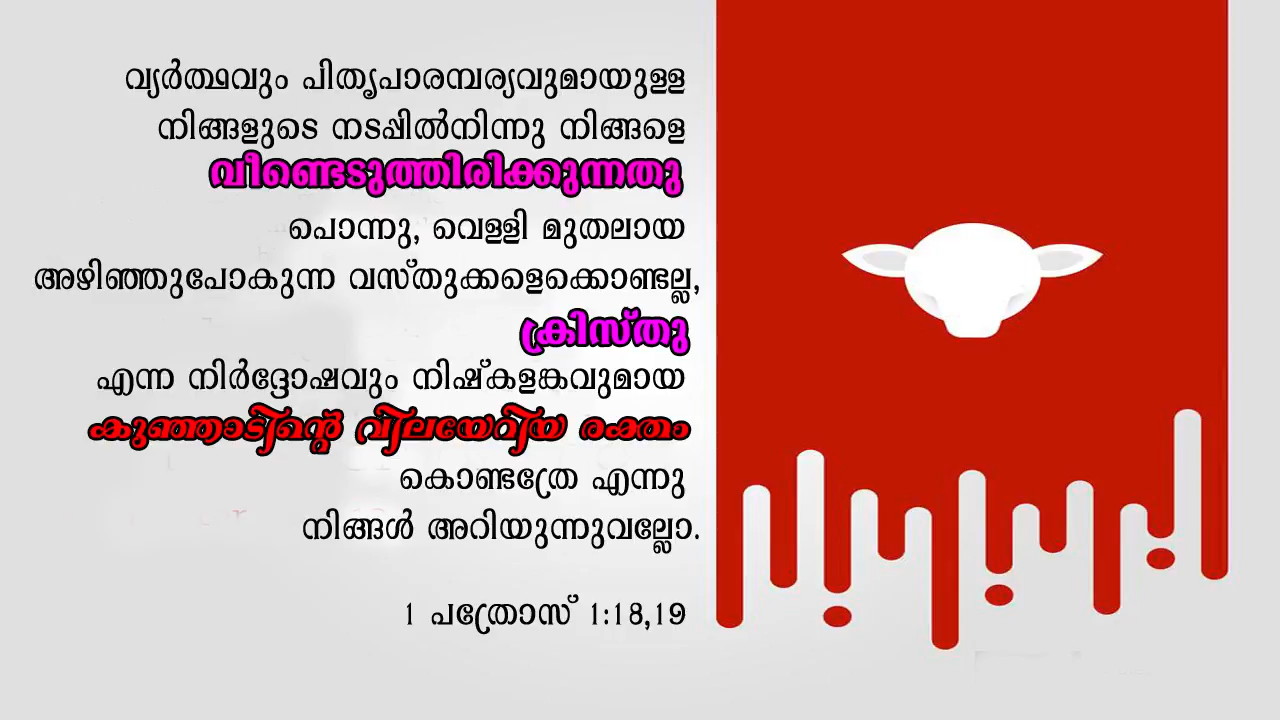 വ്യർത്ഥവും പിതൃപാരമ്പര്യവുമായുള്ള
നിങ്ങളുടെ നടപ്പിൽനിന്നു നിങ്ങളെ
വീണ്ടെടുത്തിരിക്കുന്നതു
പൊന്നു, വെള്ളി മുതലായ
അഴിഞ്ഞുപോകുന്ന വസ്തുക്കളെക്കൊണ്ടല്ല,
ക്രിസ്തു
എന്ന നിർദ്ദോഷവും നിഷ്കളങ്കവുമായ
കുഞ്ഞാടിന്റെ വിലയേറിയ രക്തം
കൊണ്ടത്രേ എന്നു
നിങ്ങൾ അറിയുന്നുവല്ലോ.
1 പത്രോസ് 1:18,19